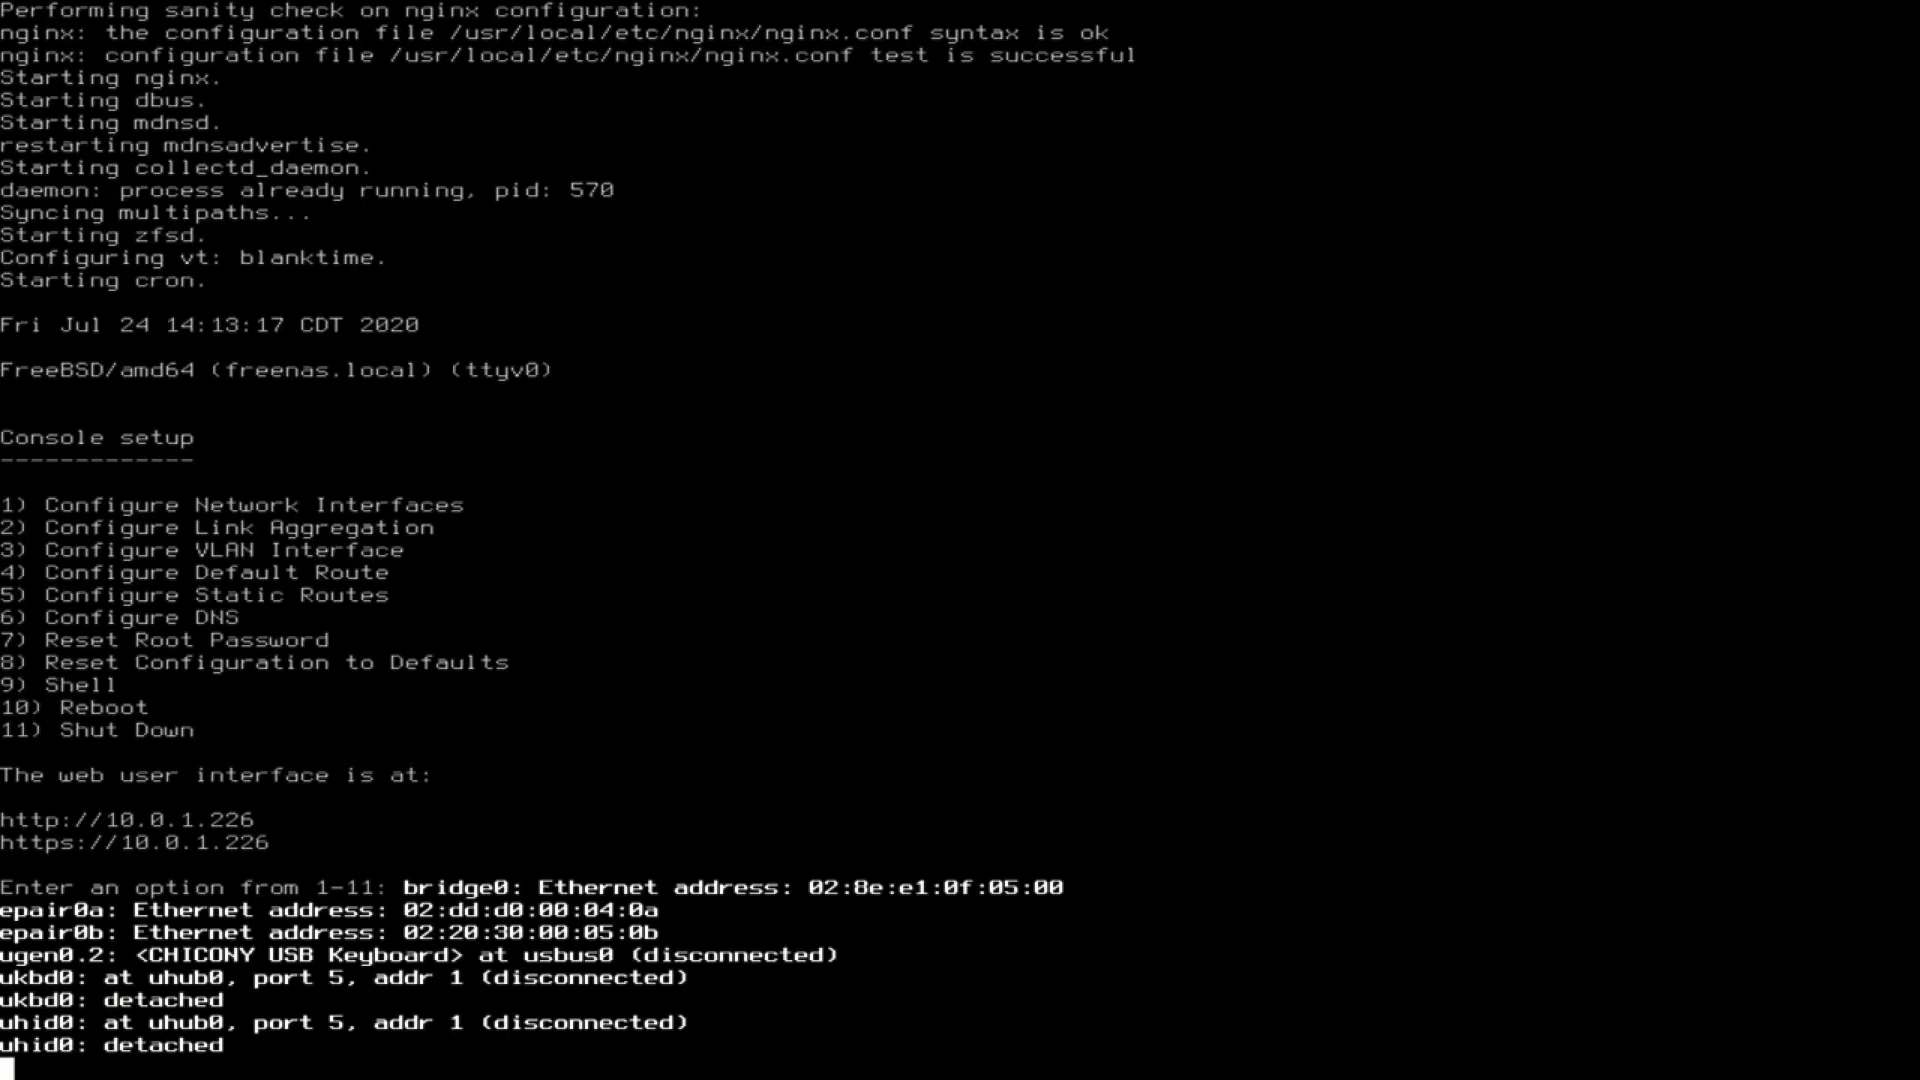 Performing sanity check on nginx configuration:
nginx: the configuration file /usr/local/etc/nginx/nginx.conf syntax is ok
nginx: configuration file /usr/local/etc/nginx/nginx.conf test is successful
Starting nginx.
Starting dbus.
Starting mdnsd.
restarting mdnsadvertise.
Starting collectd_daemon.
daemon: process already running, pid: 570
Syncing multipaths...
Starting zfsd.
Configuring vt: blanktime.
Starting cron.
Fri Jul 24 14:13:17 CDT 2020
FreeBSD/amd64 (freenas.local) (ttyv0)
Console setup
-------------
1) Configure Network Interfaces
2) Configure Link Aggregation
3) Configure VLAN Interface
4) Configure Default Route
5) Configure Static Routes
6) Configure DNS
7) Reset Root Password
8) Reset Configuration to Defaults
9) Shell
10) Reboot
11) Shut Down
The web user interface is at:
http://10.0.1.226
https://10.0.1.226
Enter an option from 1-11: bridge0: Ethernet address: 02:8e:e1:0f:05:00
epair0a: Ethernet address: 02:dd:d0:00:04:0a
epair0b: Ethernet address: 02:20:30:00:05:0b
ugen0.2: <CHICONY USB Keyboard> at usbus0 (disconnected)
ukbd0: at uhub0, port 5, addr 1 (disconnected)
ukbd0: detached
uhid0: at uhub0, port 5, addr 1 (disconnected)
uhid0: detached